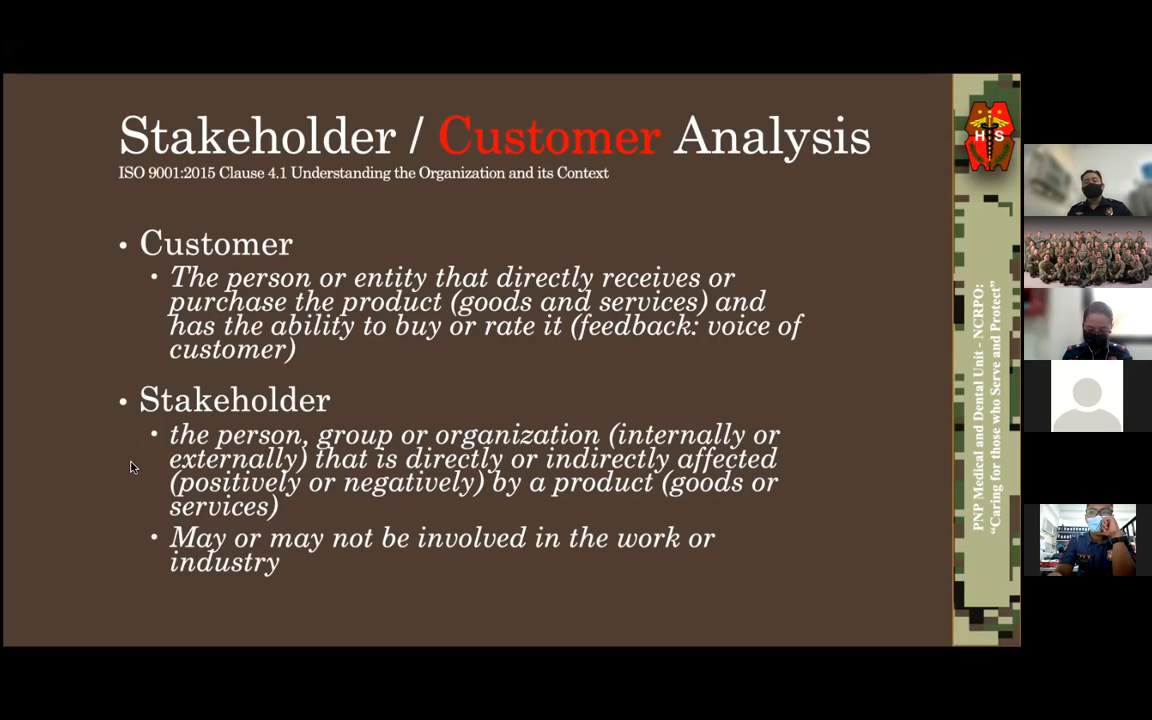 Stakeholder / Customer Analysis
ISO 9001:2015 Clause 4.1 Understanding the Organization and its Context
• Customer
• The person or entity that directly receives or
purchase the product (goods and services) and
has the ability to buy or rate it (feedback: voice of
customer)
• Stakeholder
• the person, group or organization (internally or
externally) that is directly or indirectly affected
(positively or negatively) by a product (goods or
services)
• May or may not be involved in the work or
industry
H S
PNP Medical and Dental Unit - NCRPO:
“Caring for those who Serve and Protect”